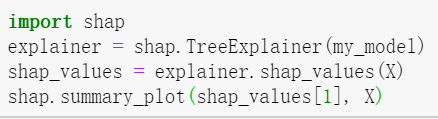 import shap
explainer = shap.TreeExplainer(my_model)
shap_values = explainer.shap_values(X)
shap.summary_plot(shap_values[1], X)